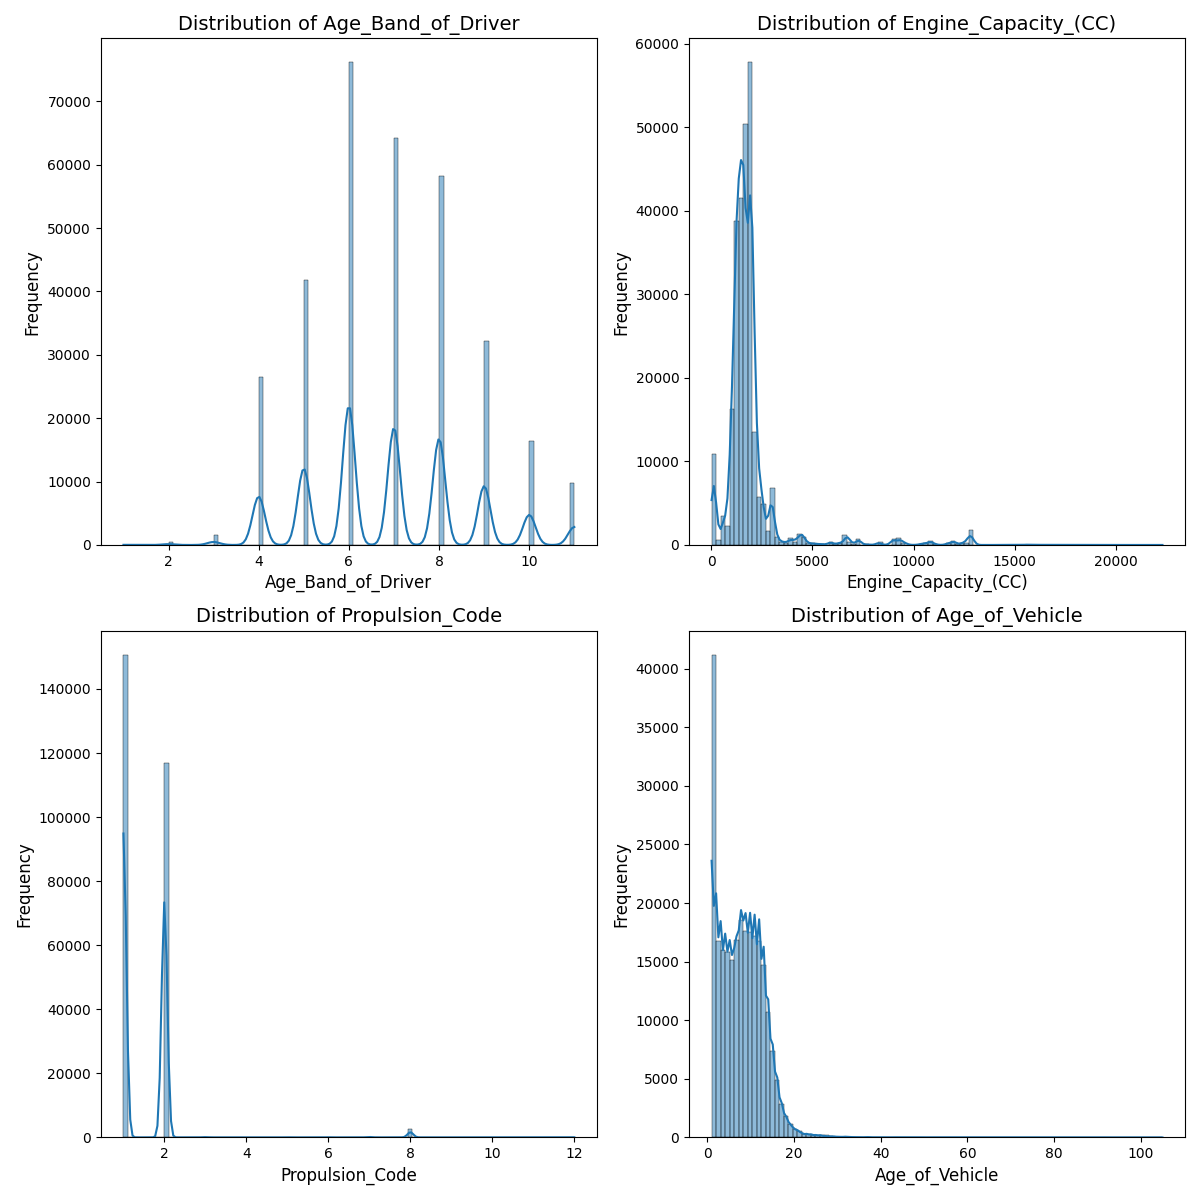 Distribution of Age_Band_of_Driver
Frequency
70000
60000
50000
40000
30000
20000
10000
0
2 4 6 8 10
Age_Band_of_Driver
Distribution of Engine_Capacity_(CC)
Frequency
60000
50000
40000
30000
20000
10000
0
0 5000 10000 15000 20000
Engine_Capacity_(CC)
Distribution of Propulsion_Code
Frequency
140000
120000
100000
80000
60000
40000
20000
0
2 4 6 8 10 12
Propulsion_Code
Distribution of Age_of_Vehicle
Frequency
40000
35000
30000
25000
20000
15000
10000
5000
0
0 20 40 60 80 100
Age_of_Vehicle